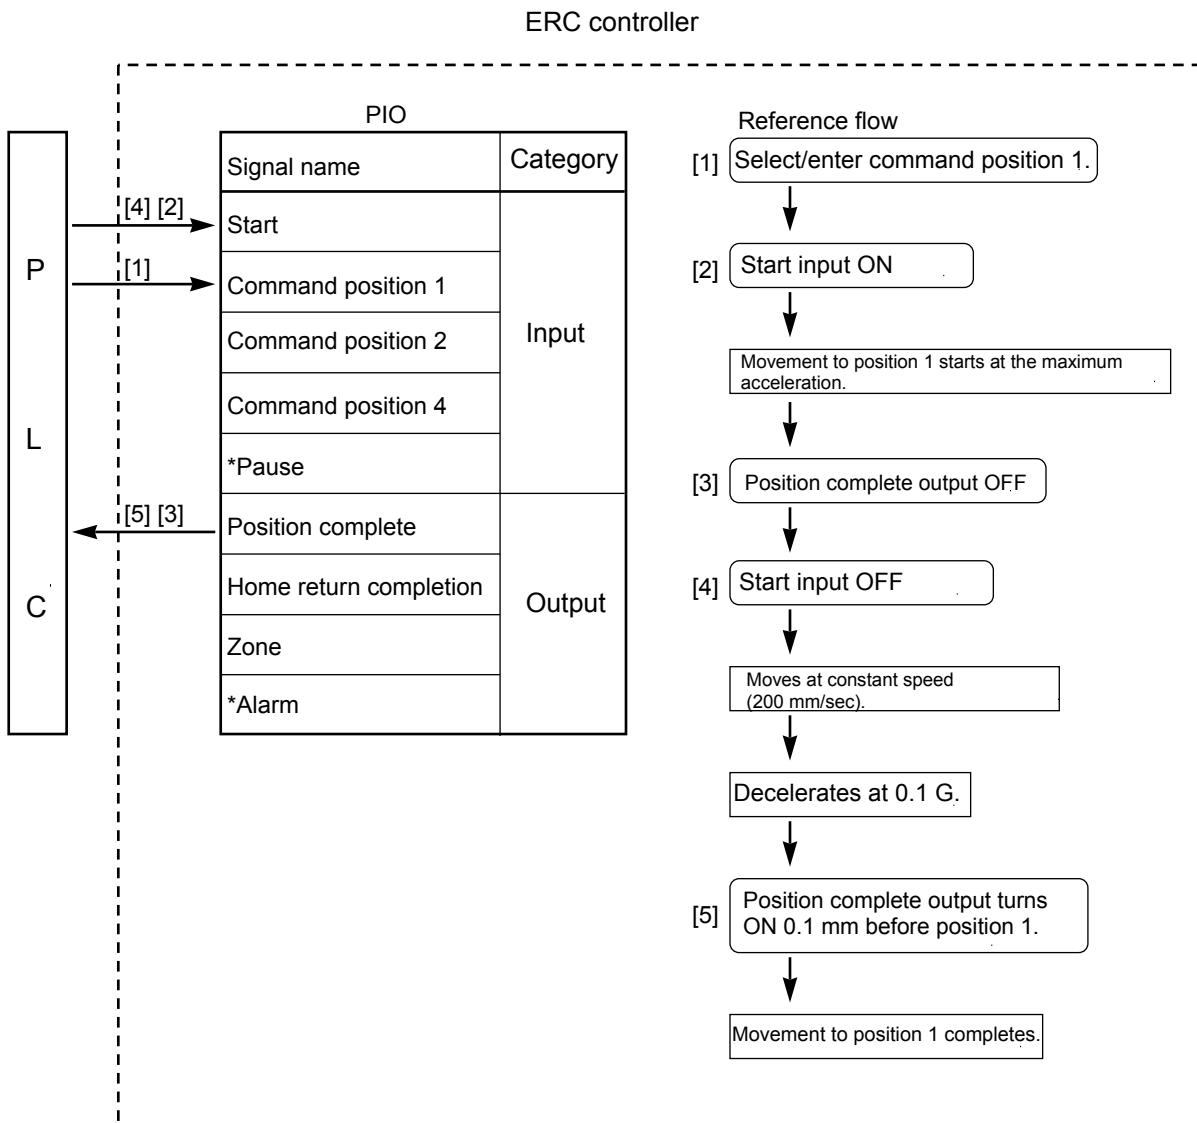 ERC controller
PIO
Signal name
Category
[4] [2]
Start
[1]
Command position 1
Command position 2
Input
Command position 4
*Pause
[5] [3]
Position complete
Home return completion
Output
Zone
*Alarm
P
L
C
Reference flow
[1]
Select/enter command position 1.
[2]
Start input ON
Movement to position 1 starts at the maximum
acceleration.
[3]
Position complete output OFF
[4]
Start input OFF
Moves at constant speed
(200 mm/sec).
Decelerates at 0.1 G.
[5]
Position complete output turns
ON 0.1 mm before position 1.
Movement to position 1 completes.